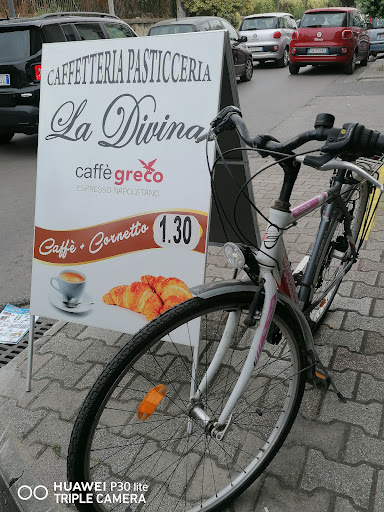 CAFFETTERIA PASTICCERIA
La Divina
caffè greco
ESPRESSO NAPOLETANO
Caffè + Cornetto 1.30
HUAWEI P30 lite
TRIPLE CAMERA